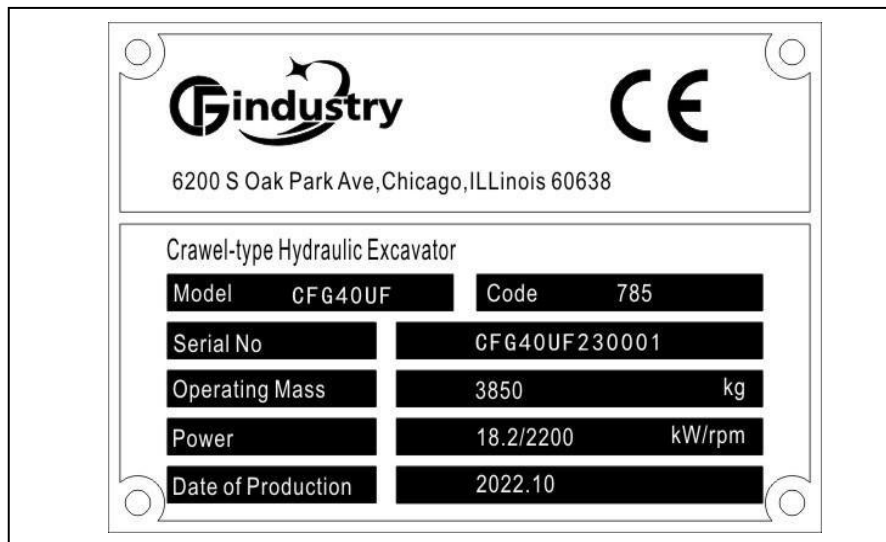 GFindustry CE
6200 S Oak Park Ave,Chicago,ILLinois 60638
Crawel-type Hydraulic Excavator
Model CFG40UF Code 785
Serial No CFG40UF230001
Operating Mass 3850 kg
Power 18.2/2200 kW/rpm
Date of Production 2022.10